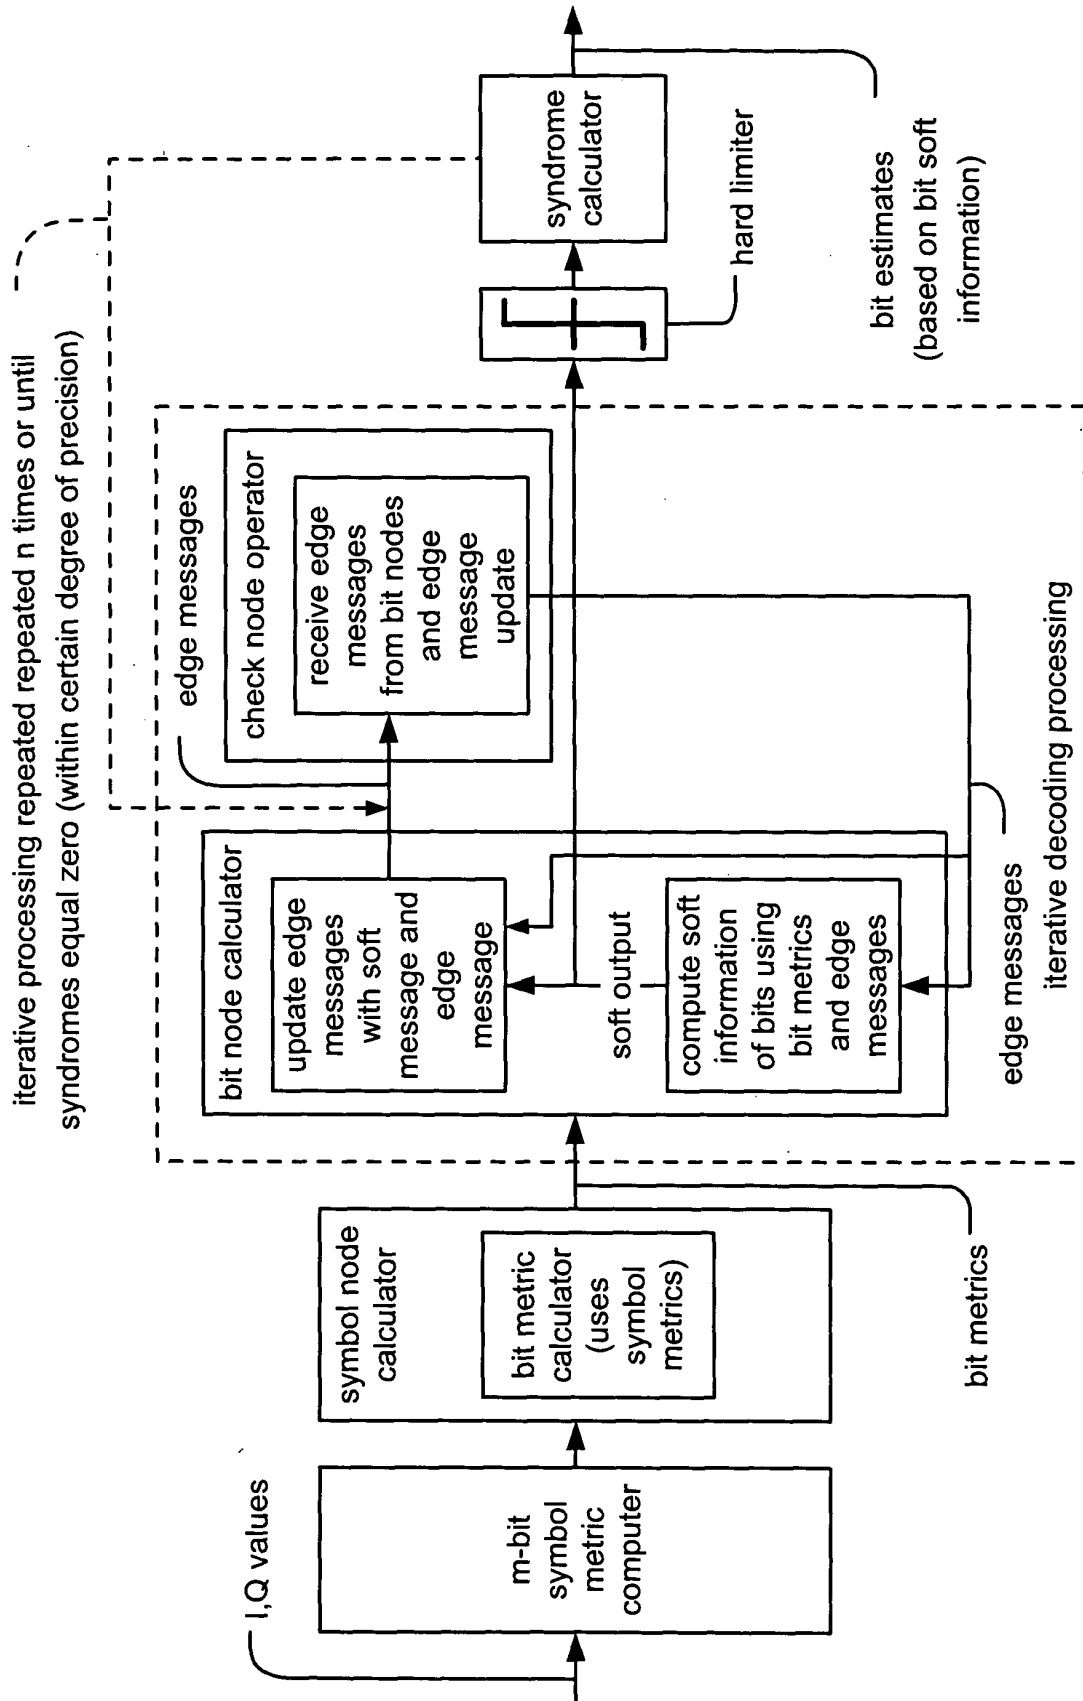 iterative processing repeated repeated n times or until
syndromes equal zero (within certain degree of precision)
I,Q values
m-bit
symbol
metric
computer
symbol node
calculator
bit metric
calculator
(uses
symbol
metrics)
bit metrics
bit node calculator
update edge
messages
with soft
message and
edge
message
soft output
compute soft
information
of bits using
bit metrics
and edge
messages
edge messages
check node operator
receive edge
messages
from bit nodes
and edge
message
update
edge messages
iterative decoding processing
hard limiter
syndrome
calculator
bit estimates
(based on bit soft
information)